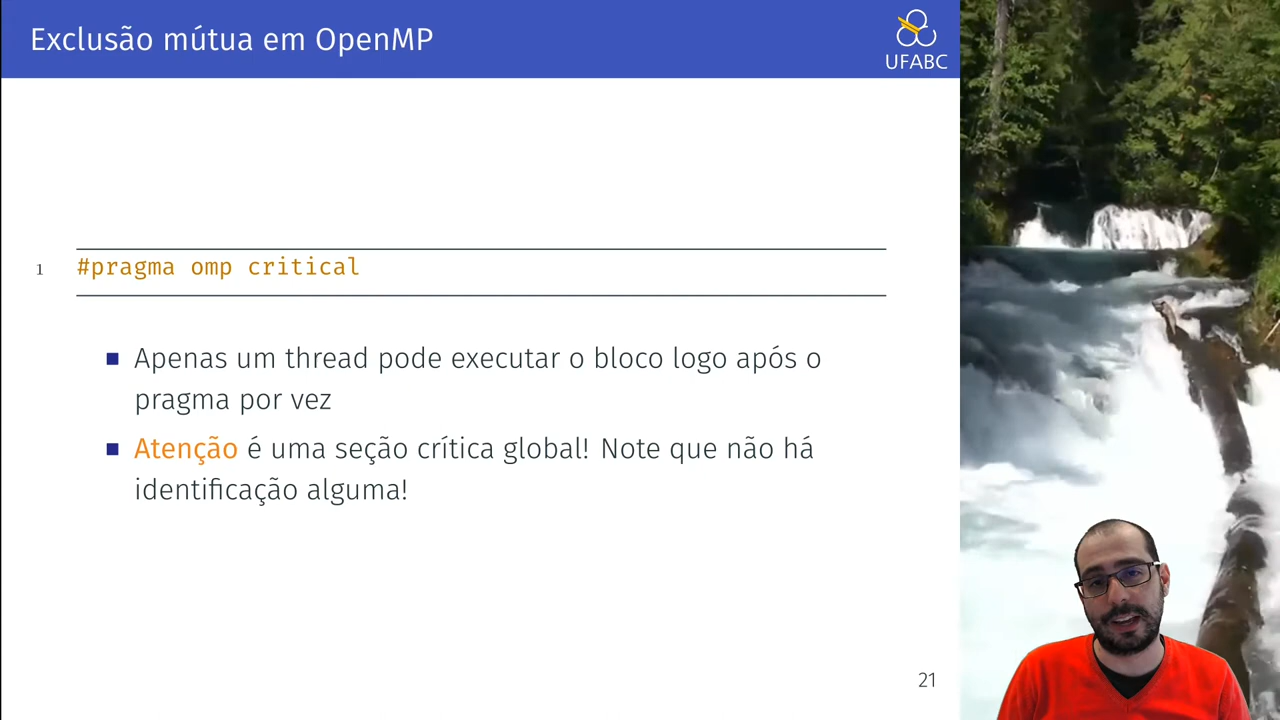 Exclusão mútua em OpenMP
UFABC
1 #pragma omp critical
Apenas um thread pode executar o bloco logo após o
pragma por vez
Atenção é uma seção crítica global! Note que não há
identificação alguma!
21